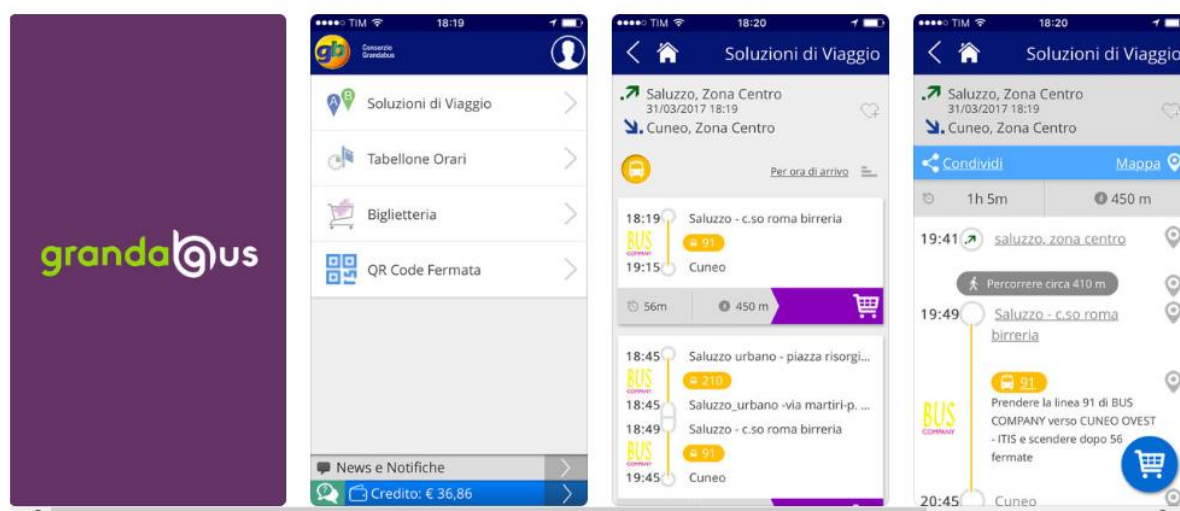 grandabus
TIM 18:19
gb Consorzio
Grandabus
A B Soluzioni di Viaggio
Tabellone Orari
Biglietteria
QR Code Fermata
News e Notifiche
Credito: € 36,86
TIM 18:20
Soluzioni di Viaggio
Saluzzo, Zona Centro
31/03/2017 18:19
Cuneo, Zona Centro
Per ora di arrivo
18:19 Saluzzo - c.so roma birreria
BUS COMPANY 91
19:15 Cuneo
56m 450 m
18:45 Saluzzo urbano - piazza risorgi...
BUS COMPANY 210
18:45 Saluzzo_urbano -via martiri-p. ...
18:49 Saluzzo - c.so roma birreria
BUS COMPANY 91
19:45 Cuneo
TIM 18:20
Soluzioni di Viaggio
Saluzzo, Zona Centro
31/03/2017 18:19
Cuneo, Zona Centro
Condividi Mappa
1h 5m 450 m
19:41 saluzzo, zona centro
Percorrere circa 410 m
19:49 Saluzzo - c.so roma
birreria
91
Prendere la linea 91 di BUS
BUS COMPANY COMPANY verso CUNEO OVEST
- ITIS e scendere dopo 56
fermate
20:45 Cuneo